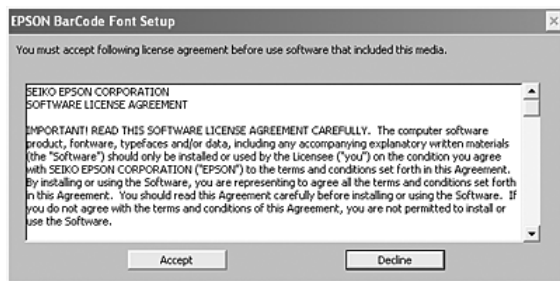 EPSON BarCode Font Setup
You must accept following license agreement before use software that included this media.
SEIKO EPSON CORPORATION
SOFTWARE LICENSE AGREEMENT
IMPORTANT! READ THIS SOFTWARE LICENSE AGREEMENT CAREFULLY. The computer software
product, fontware, typefaces and/or data, including any accompanying explanatory written materials
(the "Software") should only be installed or used by the Licensee ("you") on the condition you agree
with SEIKO EPSON CORPORATION ("EPSON") to the terms and conditions set forth in this Agreement.
By installing or using the Software, you are representing to agree all the terms and conditions set forth
in this Agreement. You should read this Agreement carefully before installing or using the Software. If
you do not agree with the terms and conditions of this Agreement, you are not permitted to install or
use the Software.
Accept Decline